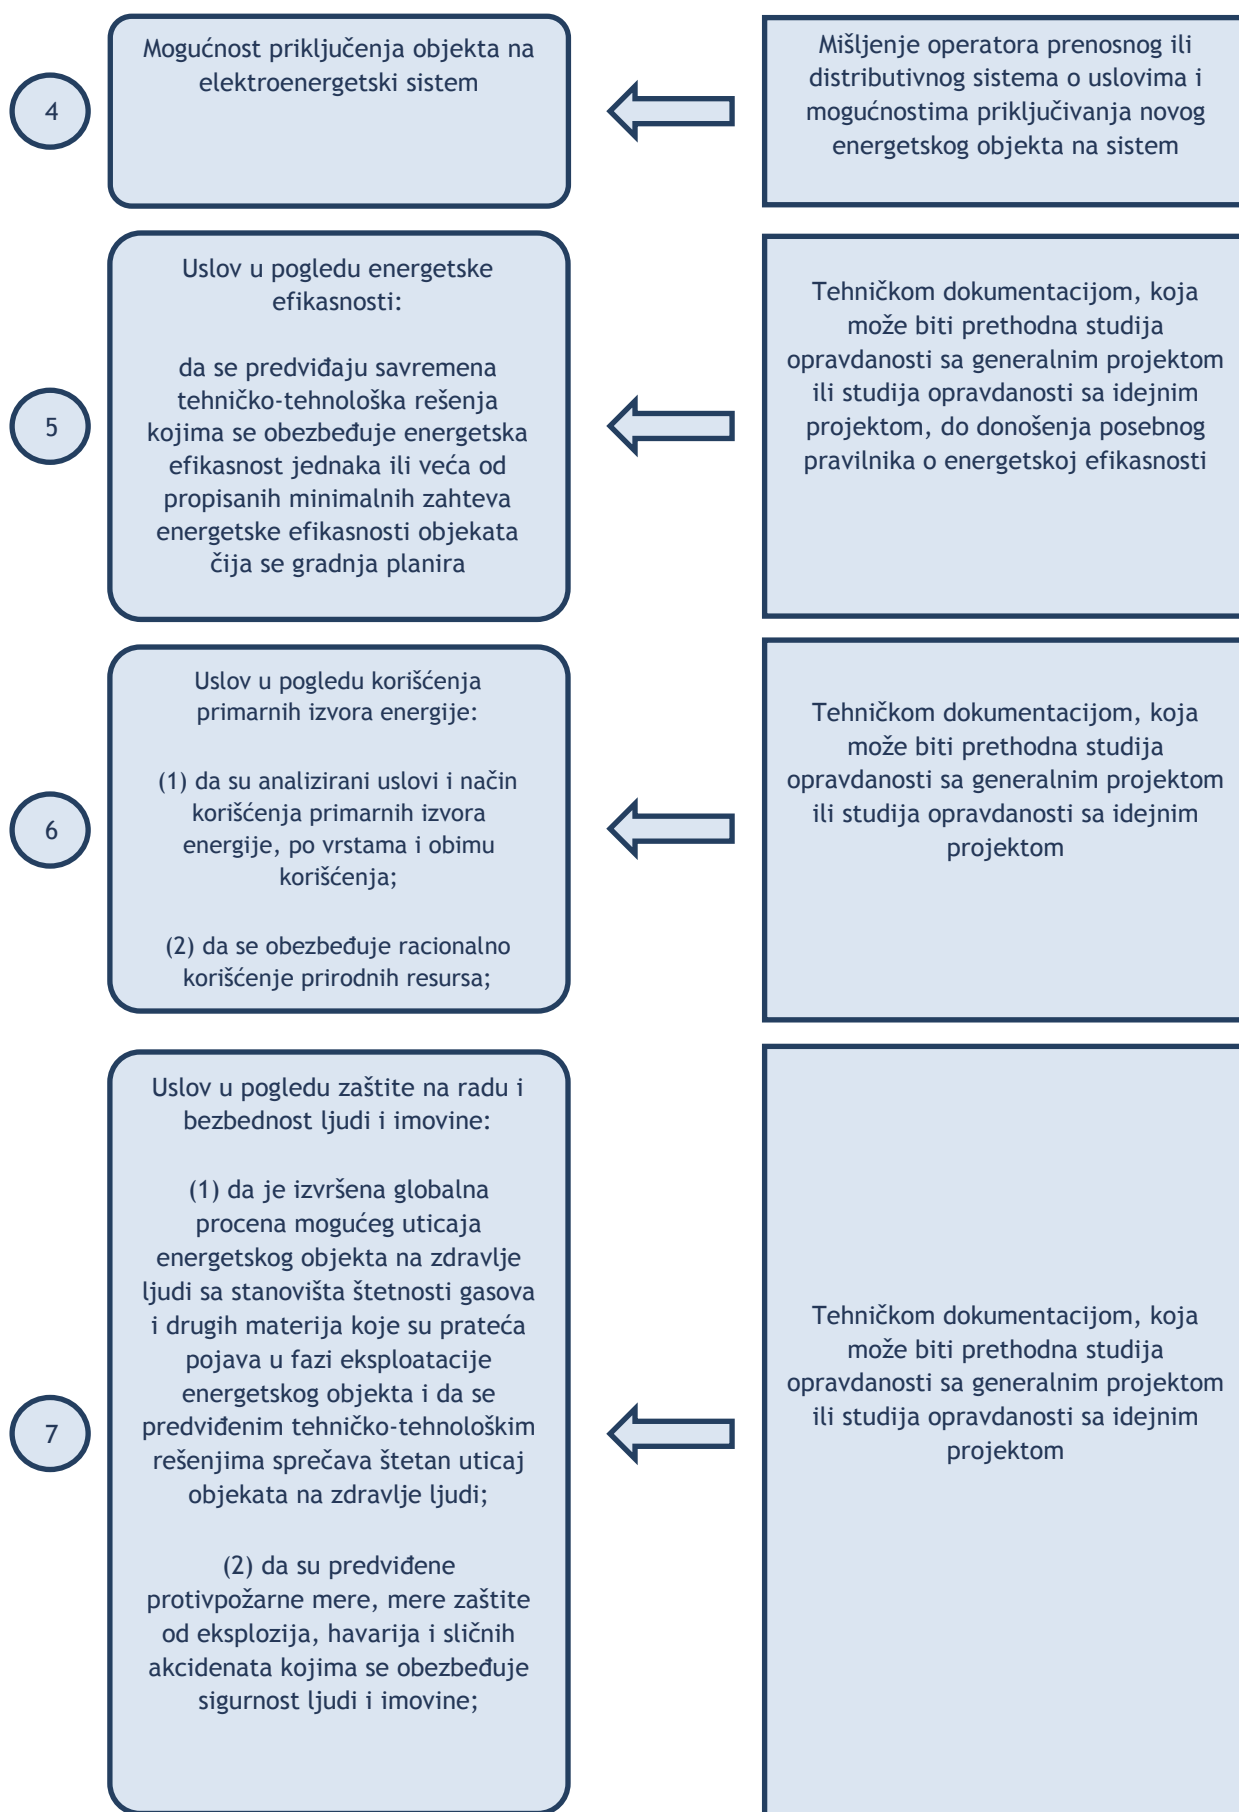 4
Mogućnost priključenja objekta na
elektroenergetski sistem
Mišljenje operatora prenosnog ili
distributivnog sistema o uslovima i
mogućnostima priključivanja novog
energetskog objekta na sistem
5
Uslov u pogledu energetske
efikasnosti:
da se predviđaju savremena
tehničko-tehnološka rešenja
kojima se obezbeđuje energetska
efikasnost jednaka ili veća od
propisanih minimalnih zahteva
energetske efikasnosti objekata
čija se gradnja planira
Tehničkom dokumentacijom, koja
može biti prethodna studija
opravdanosti sa generalnim projektom
ili studija opravdanosti sa idejnim
projektom, do donošenja posebnog
pravilnika o energetskoj efikasnosti
6
Uslov u pogledu korišćenja
primarnih izvora energije:
(1) da su analizirani uslovi i način
korišćenja primarnih izvora
energije, po vrstama i obimu
korišćenja;
(2) da se obezbeđuje racionalno
korišćenje prirodnih resursa;
Tehničkom dokumentacijom, koja
može biti prethodna studija
opravdanosti sa generalnim projektom
ili studija opravdanosti sa idejnim
projektom
7
Uslov u pogledu zaštite na radu i
bezbednost ljudi i imovine:
(1) da je izvršena globalna
procena mogućeg uticaja
energetskog objekta na zdravlje
ljudi sa stanovišta štetnosti gasova
i drugih materija koje su prateća
pojava u fazi eksploatacije
energetskog objekta i da se
predviđenim tehničko-tehnološkim
rešenjima sprečava štetan uticaj
objekata na zdravlje ljudi;
(2) da su predviđene
protivpožarne mere, mere zaštite
od eksplozija, havarija i sličnih
akcidenata kojima se obezbeđuje
sigurnost ljudi i imovine;
Tehničkom dokumentacijom, koja
može biti prethodna studija
opravdanosti sa generalnim projektom
ili studija opravdanosti sa idejnim
projektom